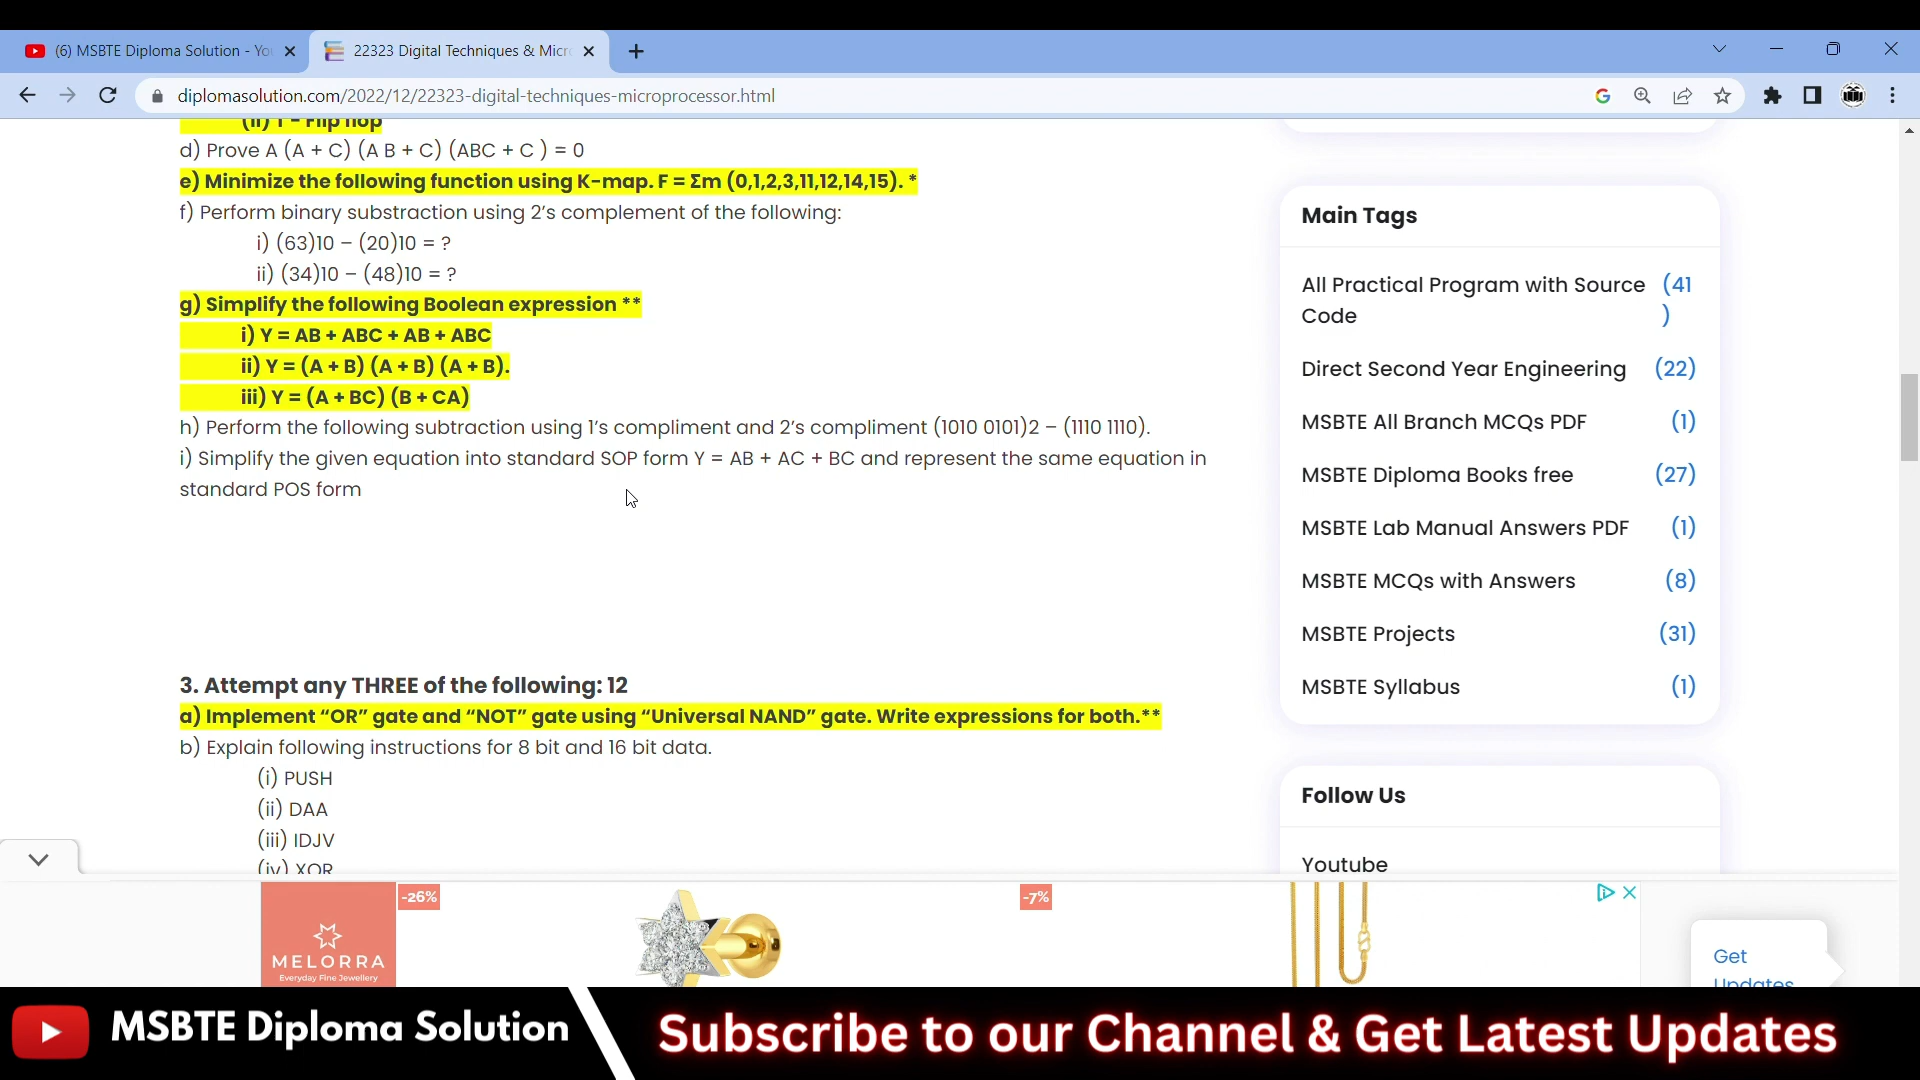 (6) MSBTE Diploma Solution - You
22323 Digital Techniques & Micro
diplomasolution.com/2022/12/22323-digital-techniques-microprocessor.html
(ii) T - Flip flop
d) Prove A (A + C) (A B + C) (ABC + C ) = 0
e) Minimize the following function using K-map. F = Σm (0,1,2,3,11,12,14,15). *
f) Perform binary substraction using 2's complement of the following:
i) (63)10 – (20)10 = ?
ii) (34)10 – (48)10 = ?
g) Simplify the following Boolean expression **
i) Y = AB + ABC + AB + ABC
ii) Y = (A + B) (A + B) (A + B).
iii) Y = (A + BC) (B + CA)
h) Perform the following subtraction using 1's compliment and 2's compliment (1010 0101)2 – (1110 1110).
i) Simplify the given equation into standard SOP form Y = AB + AC + BC and represent the same equation in
standard POS form
3. Attempt any THREE of the following: 12
a) Implement “OR” gate and “NOT” gate using “Universal NAND” gate. Write expressions for both.**
b) Explain following instructions for 8 bit and 16 bit data.
(i) PUSH
(ii) DAA
(iii) IDJV
(iv) XOR
Main Tags
All Practical Program with Source (41
Code )
Direct Second Year Engineering (22)
MSBTE All Branch MCQs PDF (1)
MSBTE Diploma Books free (27)
MSBTE Lab Manual Answers PDF (1)
MSBTE MCQs with Answers (8)
MSBTE Projects (31)
MSBTE Syllabus (1)
Follow Us
Youtube
MELORRA
Everyday Fine Jewellery
-26%
-7%
Get
Updates
MSBTE Diploma Solution
Subscribe to our Channel & Get Latest Updates